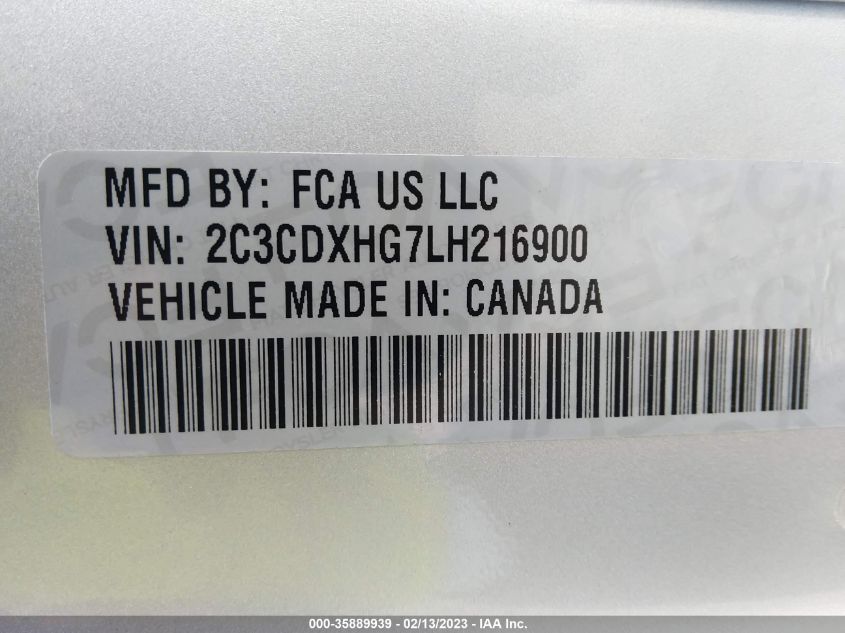 MFD BY: FCA US LLC
VIN: 2C3CDXHG7LH216900
VEHICLE MADE IN: CANADA
000-35889939 - 02/13/2023 - IAA Inc.